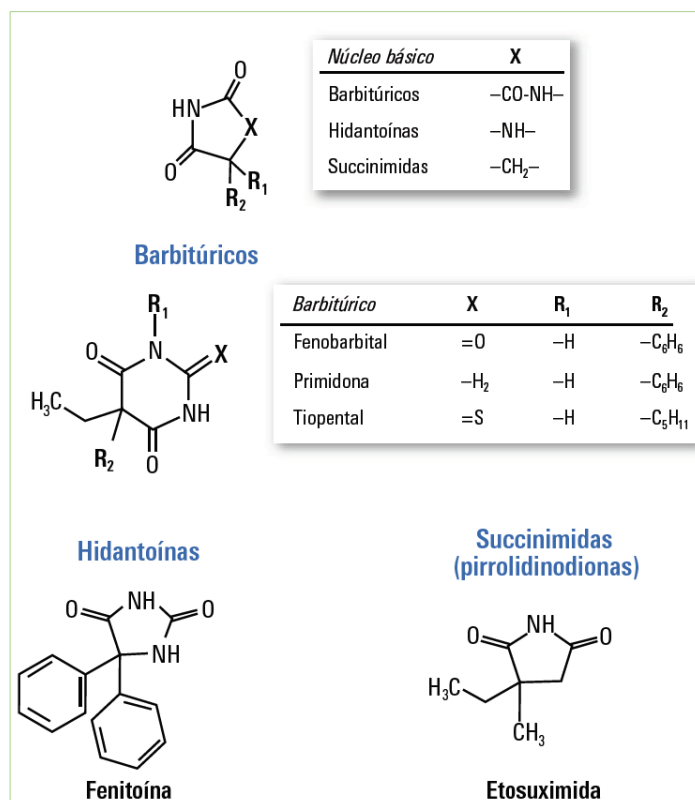 Núcleo básico X
Barbitúricos –CO-NH–
Hidantoínas –NH–
Succinimidas –CH₂–
O
HN
X
O
R₁
R₂
Barbitúricos
R₁
O
N
X
H₃C
NH
R₂
O
Barbitúrico X R₁ R₂
Fenobarbital =O –H –C₆H₆
Primidona –H₂ –H –C₆H₆
Tiopental =S –H –C₅H₁₁
Hidantoínas
O
NH
O
NH
Fenitoína
Succinimidas
(pirrolidinodionas)
O
NH
O
H₃C
CH₃
Etosuximida